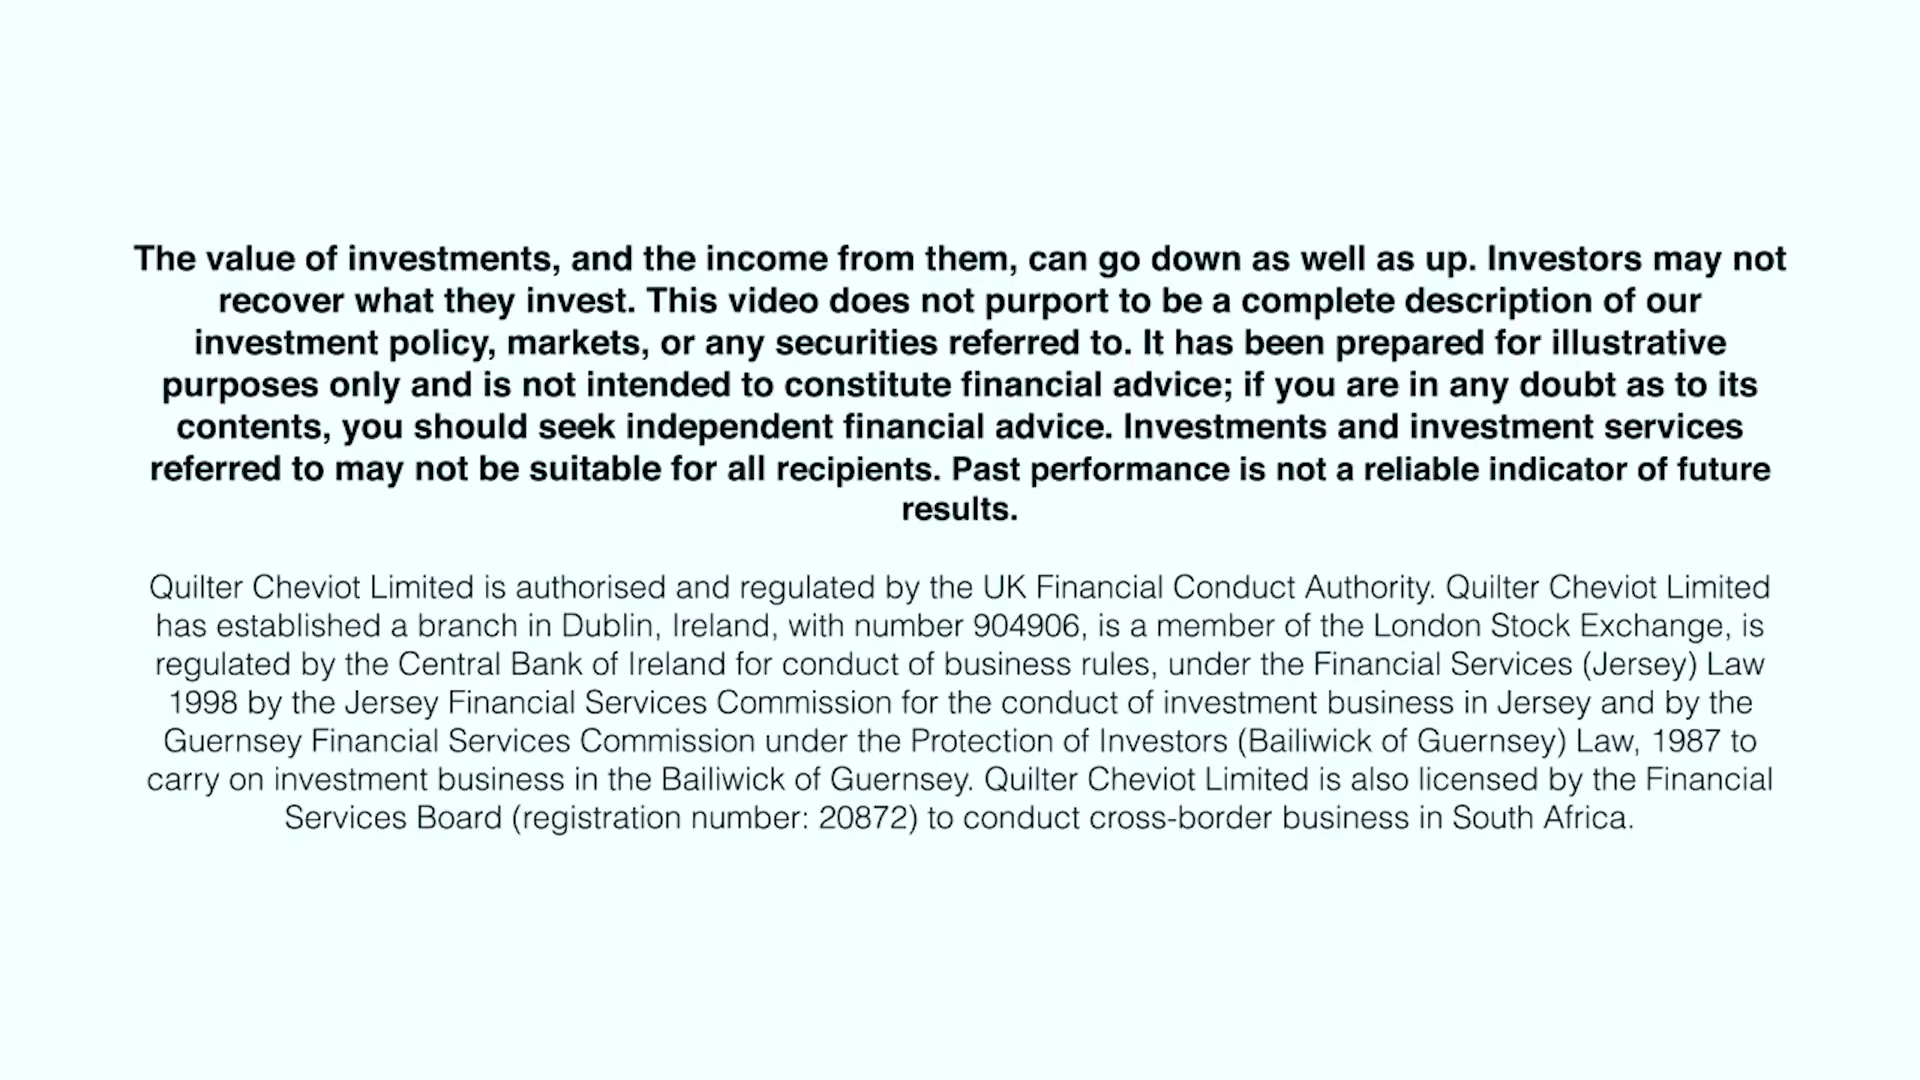 The value of investments, and the income from them, can go down as well as up. Investors may not
recover what they invest. This video does not purport to be a complete description of our
investment policy, markets, or any securities referred to. It has been prepared for illustrative
purposes only and is not intended to constitute financial advice; if you are in any doubt as to its
contents, you should seek independent financial advice. Investments and investment services
referred to may not be suitable for all recipients. Past performance is not a reliable indicator of future
results.
Quilter Cheviot Limited is authorised and regulated by the UK Financial Conduct Authority. Quilter Cheviot Limited
has established a branch in Dublin, Ireland, with number 904906, is a member of the London Stock Exchange, is
regulated by the Central Bank of Ireland for conduct of business rules, under the Financial Services (Jersey) Law
1998 by the Jersey Financial Services Commission for the conduct of investment business in Jersey and by the
Guernsey Financial Services Commission under the Protection of Investors (Bailiwick of Guernsey) Law, 1987 to
carry on investment business in the Bailiwick of Guernsey. Quilter Cheviot Limited is also licensed by the Financial
Services Board (registration number: 20872) to conduct cross-border business in South Africa.